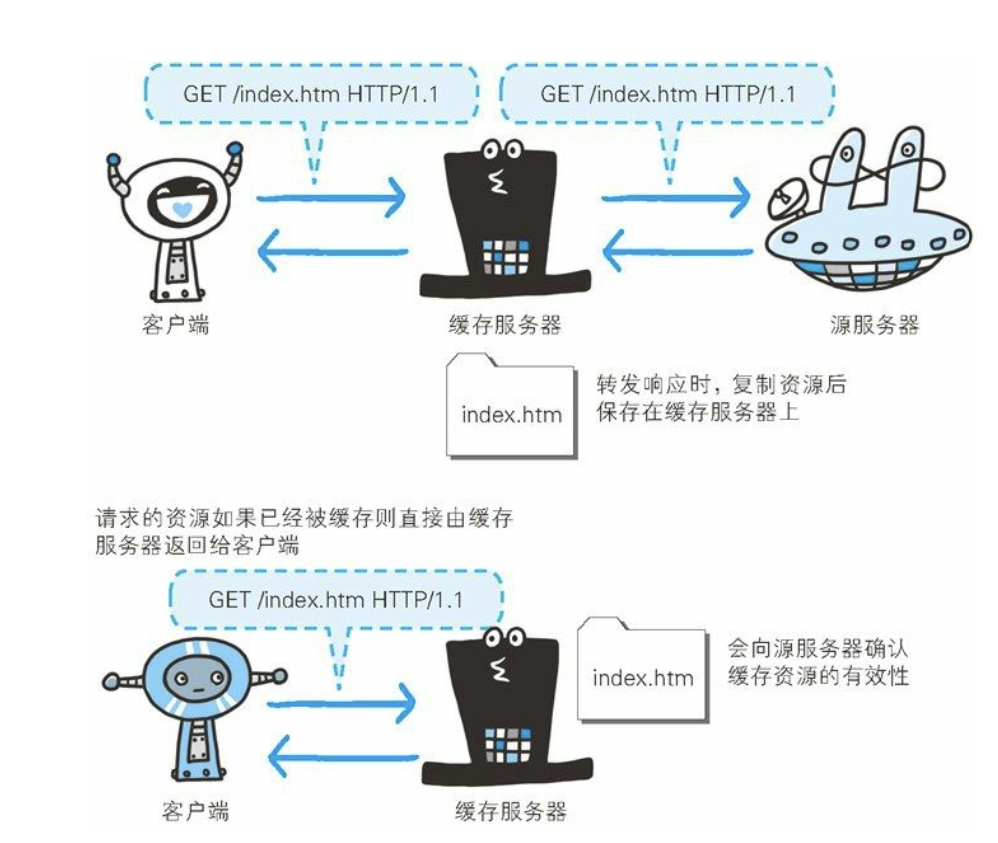 GET /index.htm HTTP/1.1
GET /index.htm HTTP/1.1
客户端
缓存服务器
源服务器
index.htm
转发响应时，复制资源后
保存在缓存服务器上
请求的资源如果已经被缓存则直接由缓存
服务器返回给客户端
GET /index.htm HTTP/1.1
index.htm
会向源服务器确认
缓存资源的有效性
客户端
缓存服务器